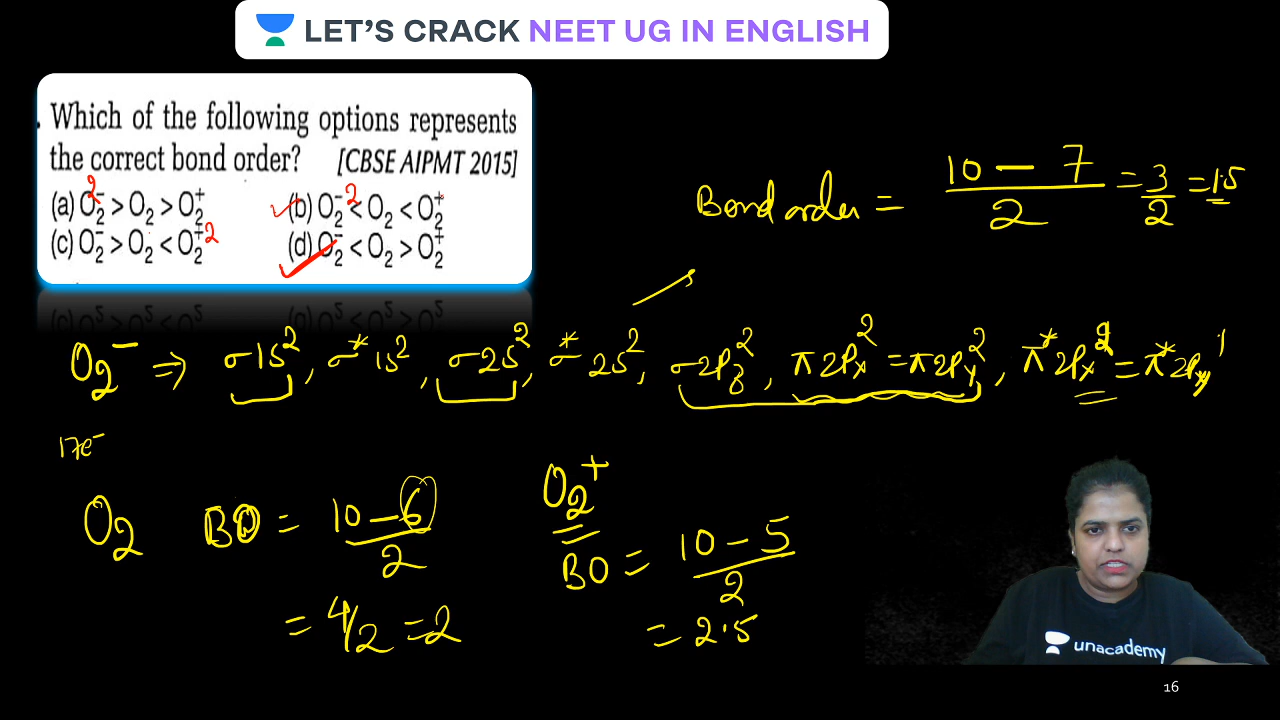 LET'S CRACK NEET UG IN ENGLISH
Which of the following options represents
the correct bond order? [CBSE AIPMT 2015]
(a) O₂⁻ > O₂ > O₂⁺ (b) O₂⁻ < O₂ < O₂⁺
(c) O₂⁻ > O₂ < O₂⁺ (d) O₂⁻ < O₂ > O₂⁺
2 2 2
Bond order = (10 – 7)/2 = 3/2 = 1.5
O₂⁻ ⇒ σ1s², σ*1s², σ2s², σ*2s², σ2pz², π2px² = π2py², π*2px² = π*2py¹
17e⁻
O₂ BO = (10 – 6)/2
= 4/2 = 2
O₂⁺
BO = (10 – 5)/2
= 2.5
unacademy
16